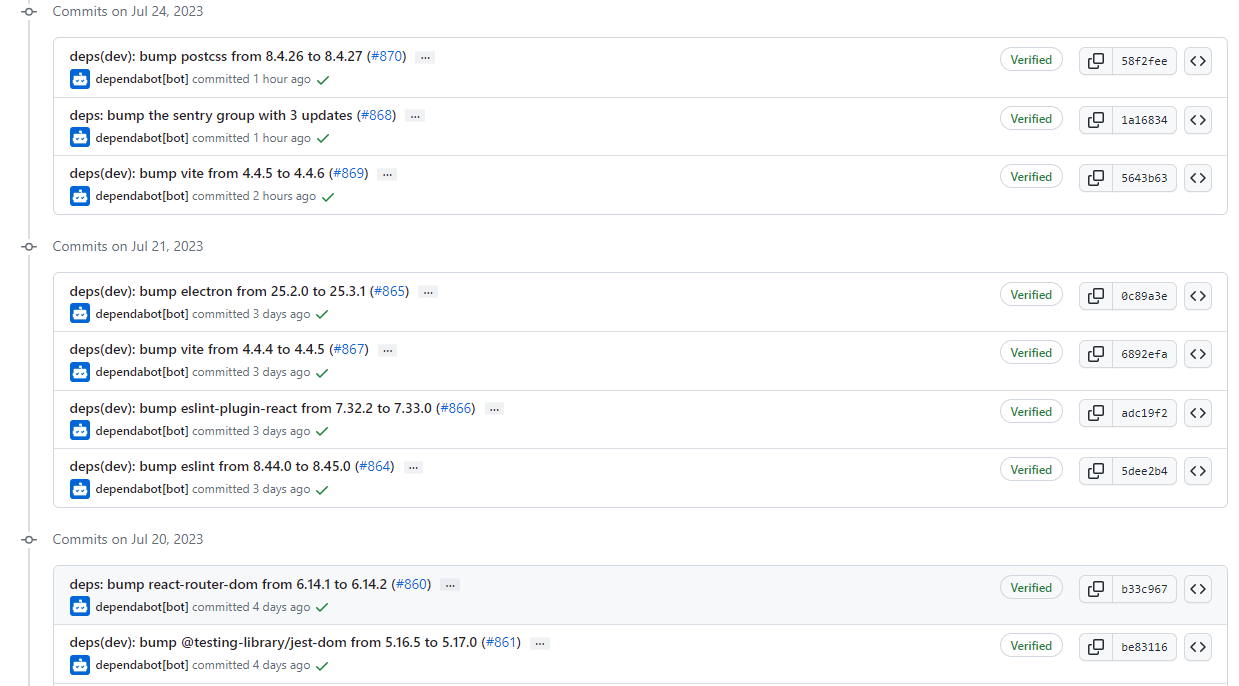 Commits on Jul 24, 2023
deps(dev): bump postcss from 8.4.26 to 8.4.27 (#870) ...
Verified
58f2fee
dependabot[bot] committed 1 hour ago
deps: bump the sentry group with 3 updates (#868) ...
Verified
1a16834
dependabot[bot] committed 1 hour ago
deps(dev): bump vite from 4.4.5 to 4.4.6 (#869) ...
Verified
5643b63
dependabot[bot] committed 2 hours ago
Commits on Jul 21, 2023
deps(dev): bump electron from 25.2.0 to 25.3.1 (#865) ...
Verified
0c89a3e
dependabot[bot] committed 3 days ago
deps(dev): bump vite from 4.4.4 to 4.4.5 (#867) ...
Verified
6892efa
dependabot[bot] committed 3 days ago
deps(dev): bump eslint-plugin-react from 7.32.2 to 7.33.0 (#866) ...
Verified
adc19f2
dependabot[bot] committed 3 days ago
deps(dev): bump eslint from 8.44.0 to 8.45.0 (#864) ...
Verified
5dee2b4
dependabot[bot] committed 3 days ago
Commits on Jul 20, 2023
deps: bump react-router-dom from 6.14.1 to 6.14.2 (#860) ...
Verified
b33c967
dependabot[bot] committed 4 days ago
deps(dev): bump @testing-library/jest-dom from 5.16.5 to 5.17.0 (#861) ...
Verified
be83116
dependabot[bot] committed 4 days ago